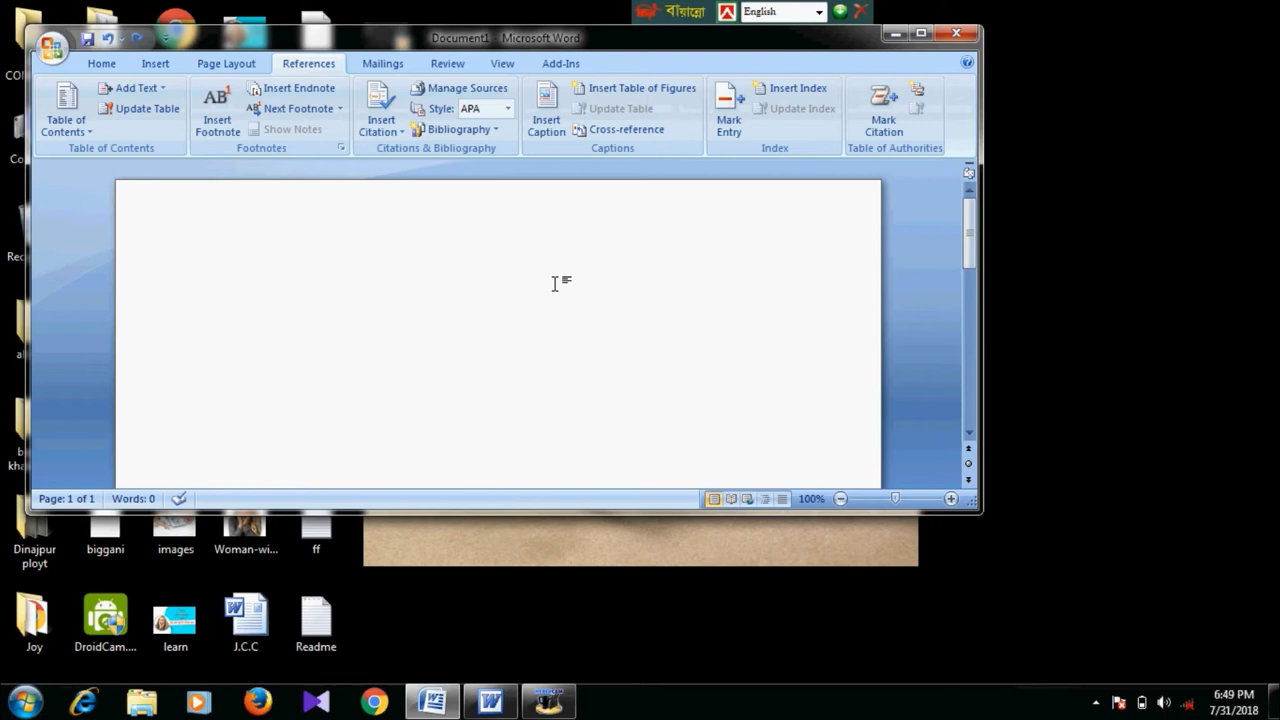 বায়ান্নো English
Document1 - Microsoft Word
Home Insert Page Layout References Mailings Review View Add-Ins
Table of Contents
Add Text
Update Table
Table of Contents
Insert Footnote
Insert Endnote
Next Footnote
Show Notes
Footnotes
Insert Citation
Manage Sources
Style: APA
Bibliography
Citations & Bibliography
Insert Caption
Insert Table of Figures
Update Table
Cross-reference
Captions
Mark Entry
Insert Index
Update Index
Index
Mark Citation
Table of Authorities
Page: 1 of 1 Words: 0 100%
Dinajpur ployt
biggani
images
Woman-wi...
ff
Joy
DroidCam....
learn
J.C.C
Readme
6:49 PM
7/31/2018